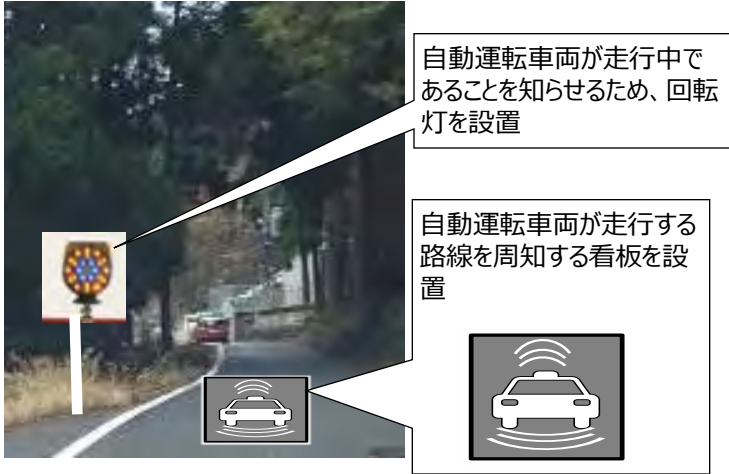 自動運転車両が走行中で
あることを知らせるため、回転
灯を設置
自動運転車両が走行する
路線を周知する看板を設
置